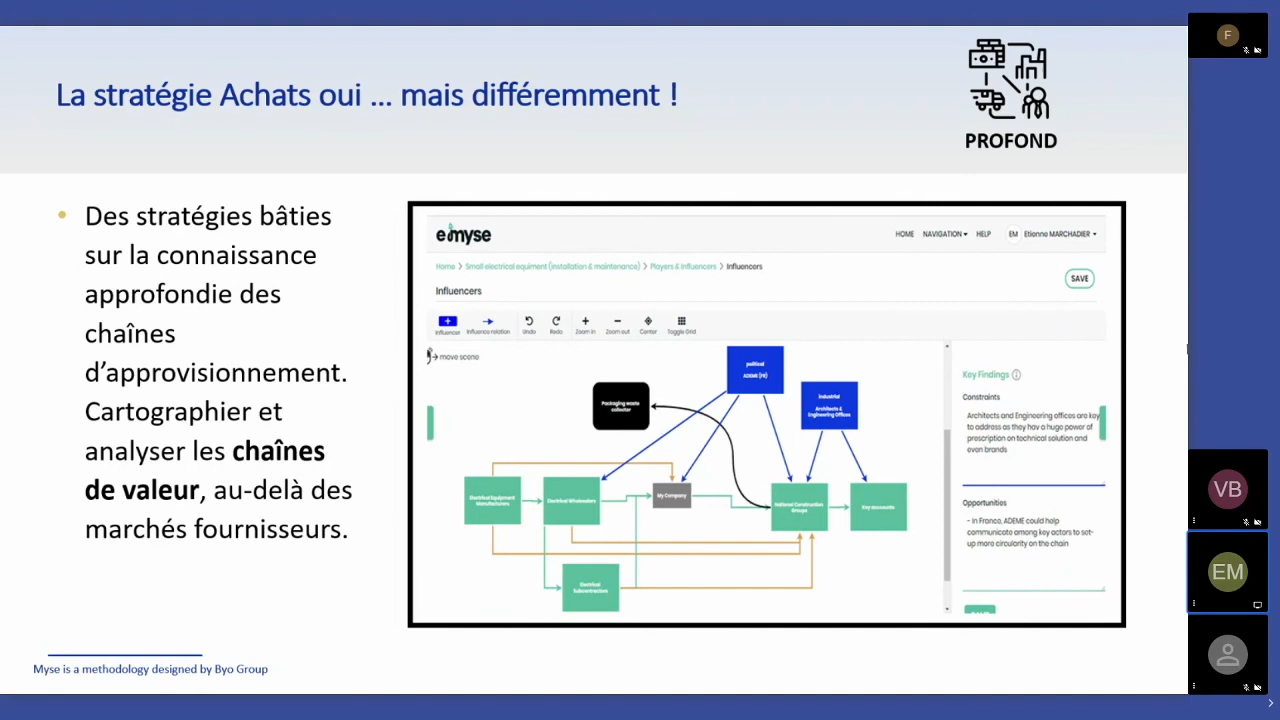 La stratégie Achats oui ... mais différemment !
PROFOND
F
• Des stratégies bâties
sur la connaissance
approfondie des
chaînes
d’approvisionnement.
Cartographier et
analyser les chaînes
de valeur, au-delà des
marchés fournisseurs.
emyse
HOME NAVIGATION HELP EM Etienne MARCHADIER
Home > Small electrical equiment (installation & maintenance) > Players & Influencers > Influencers
SAVE
Influencers
Influencer Influence relation Undo Redo Zoom in Zoom out Center Toggle Grid
move scene
political
ADEME (FR)
Packaging waste
collector
industrial
Architects &
Engineering Offices
Electrical Equipment
Manufacturers
Electrical Wholesalers
My Company
National Construction
Groups
Key accounts
Electrical
Subcontractors
Key Findings
Constraints
Architects and Engineering offices are key
to address as they hav a huge power of
prescription on technical solution and
even brands
Opportunities
- In Franco, ADEME could help
communicate among key actors to set-
up more circularity on the chain
VB
EM
Myse is a methodology designed by Byo Group